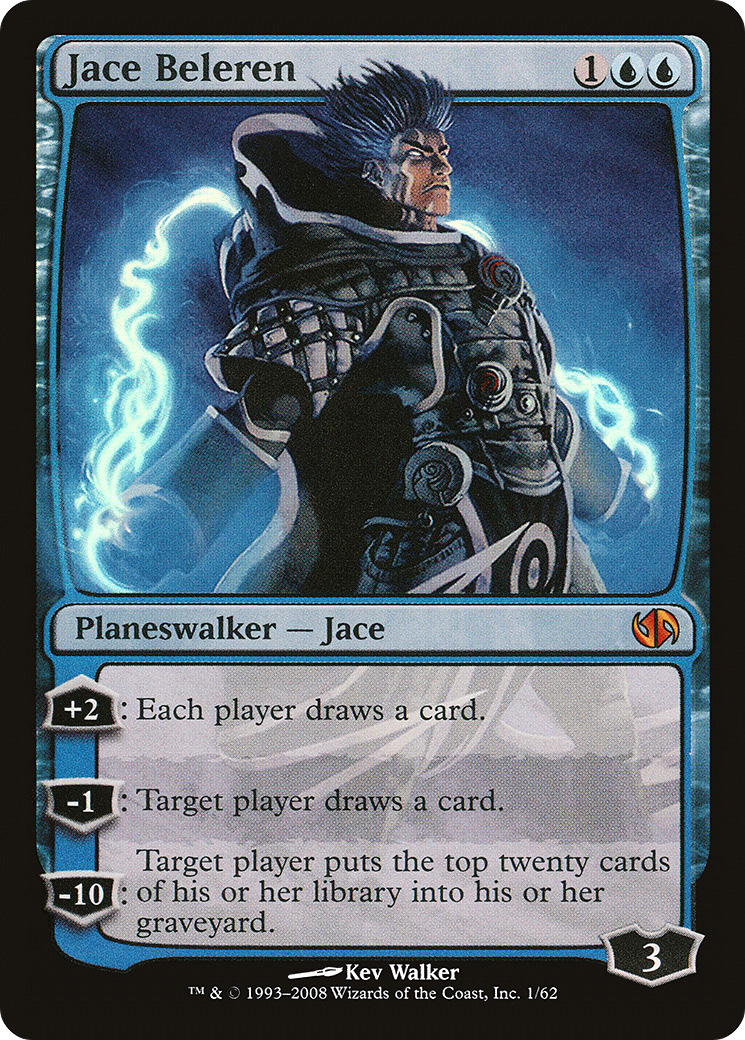 Jace Beleren 1
Planeswalker — Jace
+2: Each player draws a card.
-1: Target player draws a card.
Target player puts the top twenty cards
-10: of his or her library into his or her
graveyard.
3
Kev Walker
™ & © 1993–2008 Wizards of the Coast, Inc. 1/62